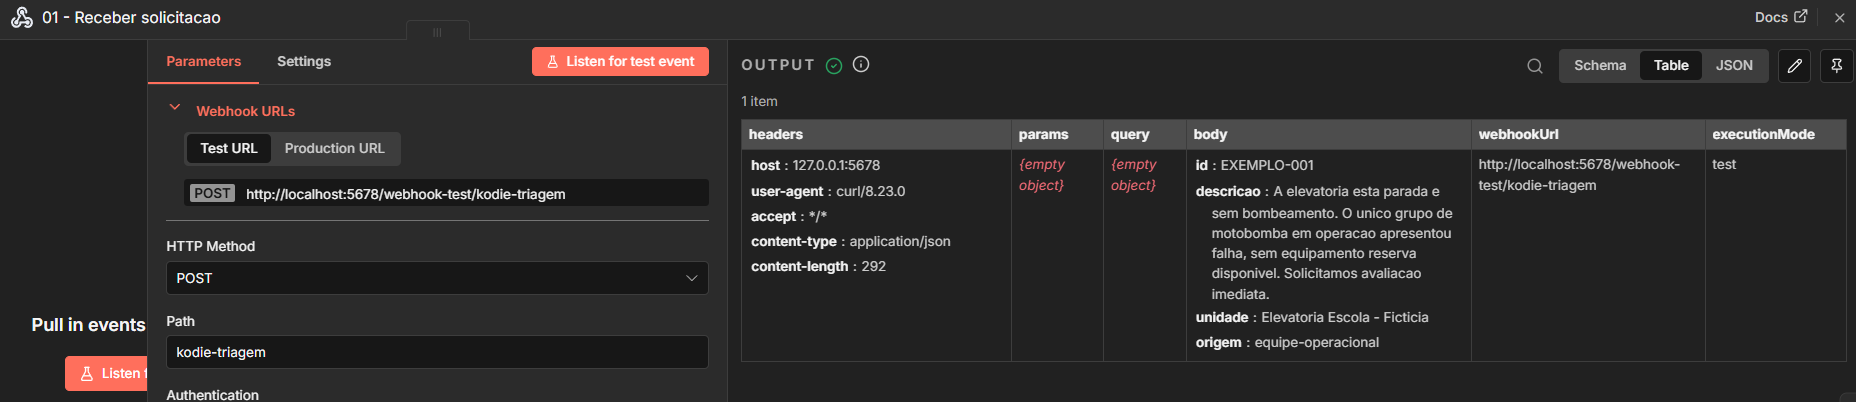 01 - Receber solicitacao
Docs
Parameters
Settings
Listen for test event
Webhook URLs
Test URL
Production URL
POST
http://localhost:5678/webhook-test/kodie-triagem
HTTP Method
POST
Path
kodie-triagem
Authentication
Pull in events
Listen f
OUTPUT
Schema
Table
JSON
1 item
headers
params
query
body
webhookUrl
executionMode
host : 127.0.0.1:5678
user-agent : curl/8.23.0
accept : */*
content-type : application/json
content-length : 292
{empty
object}
{empty
object}
id : EXEMPLO-001
descricao : A elevatoria esta parada e
sem bombeamento. O unico grupo de
motobomba em operacao apresentou
falha, sem equipamento reserva
disponivel. Solicitamos avaliacao
imediata.
unidade : Elevatoria Escola - Ficticia
origem : equipe-operacional
http://localhost:5678/webhook-
test/kodie-triagem
test